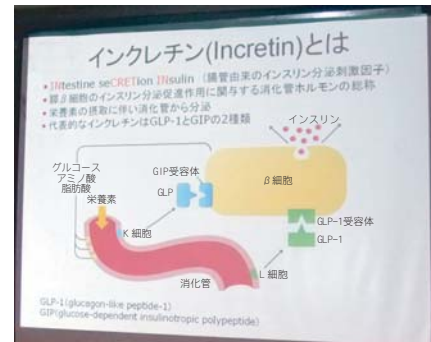 インクレチン(Incretin)とは
• INtestine seCRETion INsulin (腸管由来のインスリン分泌刺激因子)
• 膵β細胞のインスリン分泌促進作用に関与する消化管ホルモンの総称
• 栄養素の摂取に伴い消化管から分泌
• 代表的なインクレチンはGLP-1とGIPの2種類
インスリン
グルコース
アミノ酸
脂肪酸
栄養素
GIP受容体
GLP
β細胞
K 細胞
GLP-1受容体
GLP-1
消化管
L 細胞
GLP-1(glucagon-like peptide-1)
GIP(glucose-dependent insulinotropic polypeptide)